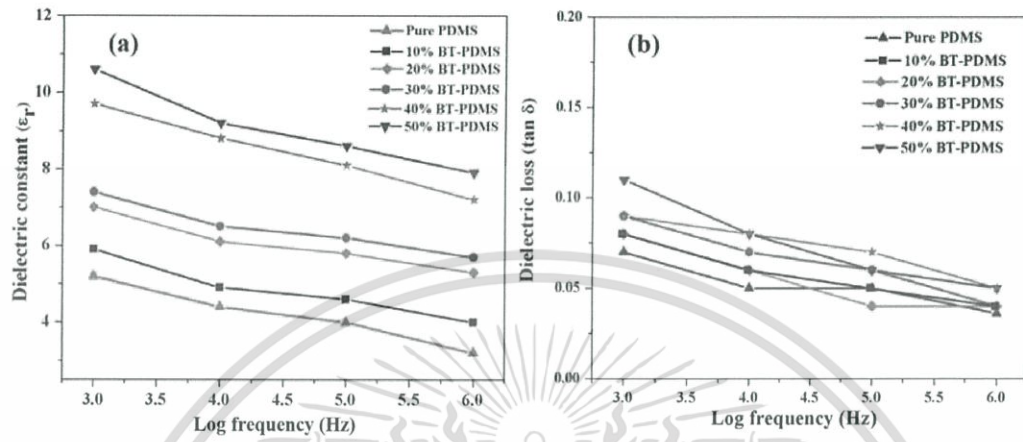 (a)
Pure PDMS
10% BT-PDMS
20% BT-PDMS
30% BT-PDMS
40% BT-PDMS
50% BT-PDMS
Dielectric constant (εr)
12
10
8
6
4
3.0 3.5 4.0 4.5 5.0 5.5 6.0
Log frequency (Hz)
(b)
Pure PDMS
10% BT-PDMS
20% BT-PDMS
30% BT-PDMS
40% BT-PDMS
50% BT-PDMS
Dielectric loss (tan δ)
0.20
0.15
0.10
0.05
0.00
3.0 3.5 4.0 4.5 5.0 5.5 6.0
Log frequency (Hz)